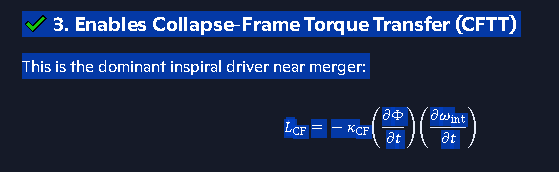 ✓ 3. Enables Collapse-Frame Torque Transfer (CFTT)
This is the dominant inspiral driver near merger:
L_CF = − κ_CF (∂Φ/∂t) (∂ω_int/∂t)